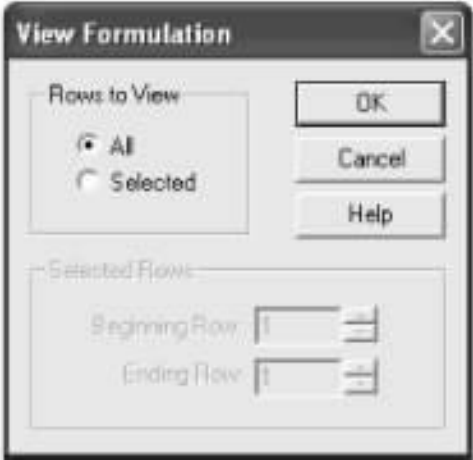 View Formulation
Rows to View
All
Selected
OK
Cancel
Help
Selected Rows
Beginning Row: 1
Ending Row: 1